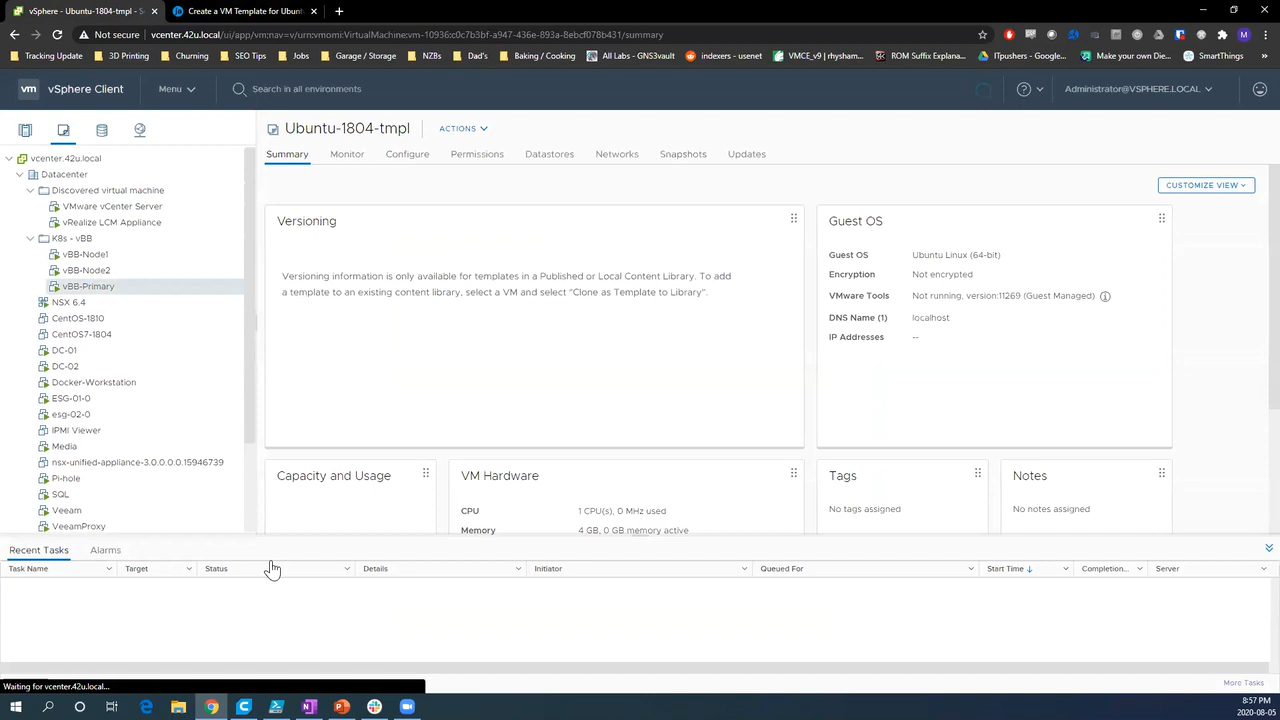 vSphere - Ubuntu-1804-tmpl - S
Create a VM Template for Ubunt
Not secure vcenter.42u.local/ui/app/vm;nav=v/urn:vmomi:VirtualMachine:vm-10936:c0c7b3bf-a947-436e-893a-8ebcf078b431/summary
M
Tracking Update
3D Printing
Churning
SEO Tips
Jobs
Garage / Storage
NZBs
Dad's
Baking / Cooking
All Labs - GNS3vault
indexers - usenet
VMCE_v9 | rhysham...
ROM Suffix Explan...
ITpushers - Google...
Make your own Die...
SmartThings
vm vSphere Client
Menu
Search in all environments
Administrator@VSPHERE.LOCAL
vcenter.42u.local
Datacenter
Discovered virtual machine
VMware vCenter Server
vRealize LCM Appliance
K8s - vBB
vBB-Node1
vBB-Node2
vBB-Primary
NSX 6.4
CentOS-1810
CentOS7-1804
DC-01
DC-02
Docker-Workstation
ESG-01-0
esg-02-0
IPMI Viewer
Media
nsx-unified-appliance-3.0.0.0.0.15946739
Pi-hole
SQL
Veeam
VeeamProxy
Ubuntu-1804-tmpl
ACTIONS
Summary
Monitor
Configure
Permissions
Datastores
Networks
Snapshots
Updates
CUSTOMIZE VIEW
Versioning
Versioning information is only available for templates in a Published or Local Content Library. To add
a template to an existing content library, select a VM and select "Clone as Template to Library".
Guest OS
Guest OS Ubuntu Linux (64-bit)
Encryption Not encrypted
VMware Tools Not running, version:11269 (Guest Managed)
DNS Name (1) localhost
IP Addresses --
Capacity and Usage
VM Hardware
CPU 1 CPU(s), 0 MHz used
Memory 4 GB, 0 GB memory active
Tags
No tags assigned
Notes
No notes assigned
Recent Tasks
Alarms
Task Name
Target
Status
Details
Initiator
Queued For
Start Time
Completion...
Server
More Tasks
Waiting for vcenter.42u.local...
8:57 PM
2020-08-05